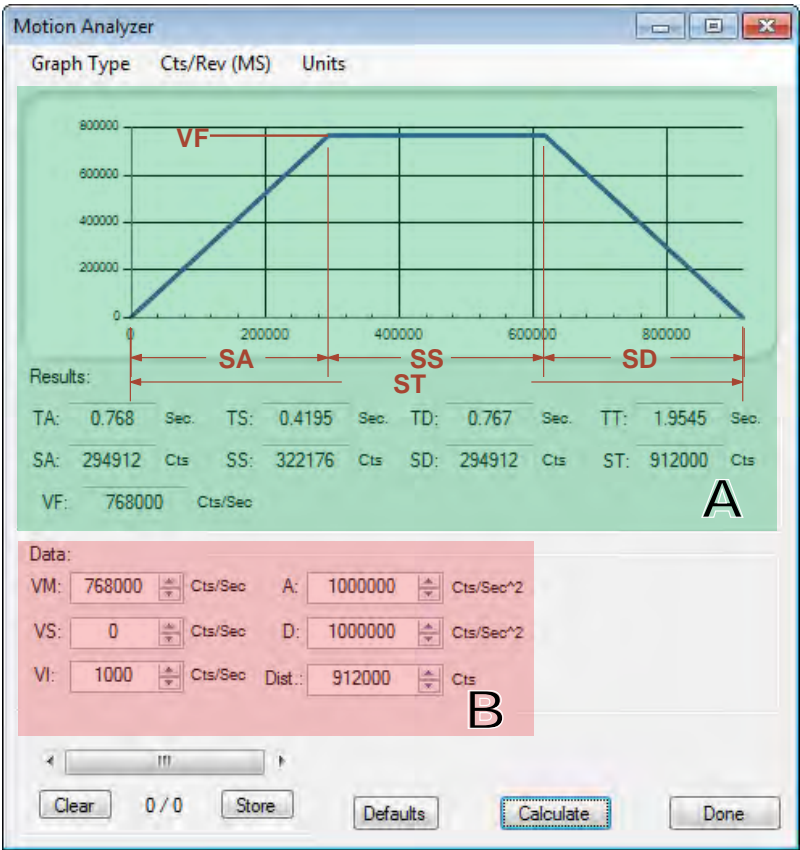 Motion Analyzer
Graph Type Cts/Rev (MS) Units
800000
VF
600000
400000
200000
0
0 200000 400000 600000 800000
SA SS SD
Results: ST
TA: 0.768 Sec. TS: 0.4195 Sec. TD: 0.767 Sec. TT: 1.9545 Sec.
SA: 294912 Cts SS: 322176 Cts SD: 294912 Cts ST: 912000 Cts
VF: 768000 Cts/Sec
A
Data:
VM: 768000 Cts/Sec A: 1000000 Cts/Sec^2
VS: 0 Cts/Sec D: 1000000 Cts/Sec^2
VI: 1000 Cts/Sec Dist.: 912000 Cts
B
Clear 0 / 0 Store Defaults Calculate Done